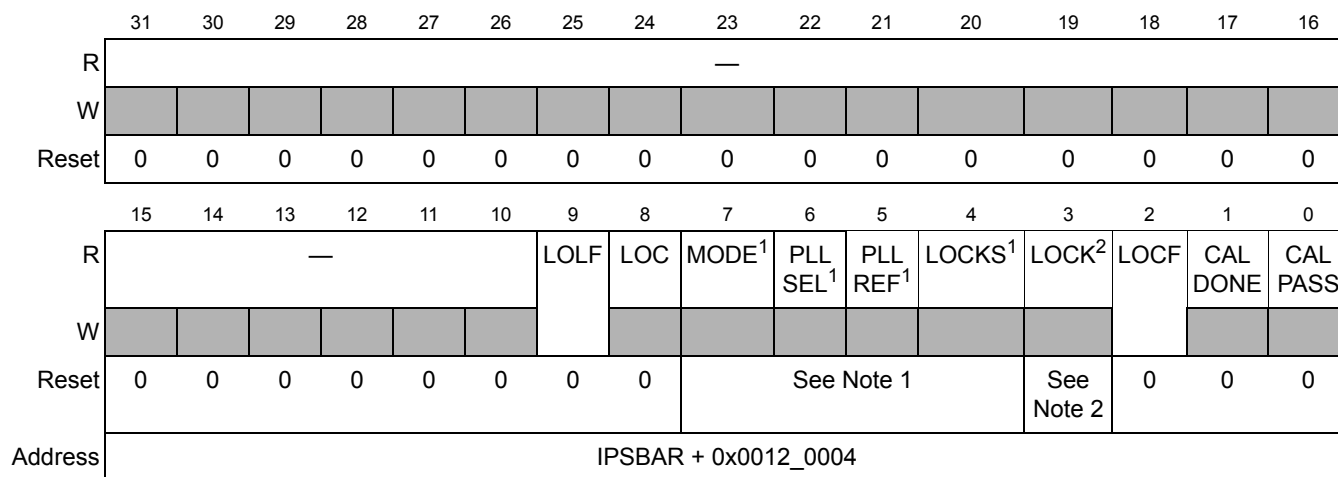 31 30 29 28 27 26 25 24 23 22 21 20 19 18 17 16
R —
W
Reset 0 0 0 0 0 0 0 0 0 0 0 0 0 0 0 0
15 14 13 12 11 10 9 8 7 6 5 4 3 2 1 0
R — LOLF LOC MODE¹ PLL PLL LOCKS¹ LOCK² LOCF CAL CAL
SEL¹ REF¹ DONE PASS
W
Reset 0 0 0 0 0 0 0 0 See Note 1 See 0 0 0
Note 2
Address IPSBAR + 0x0012_0004